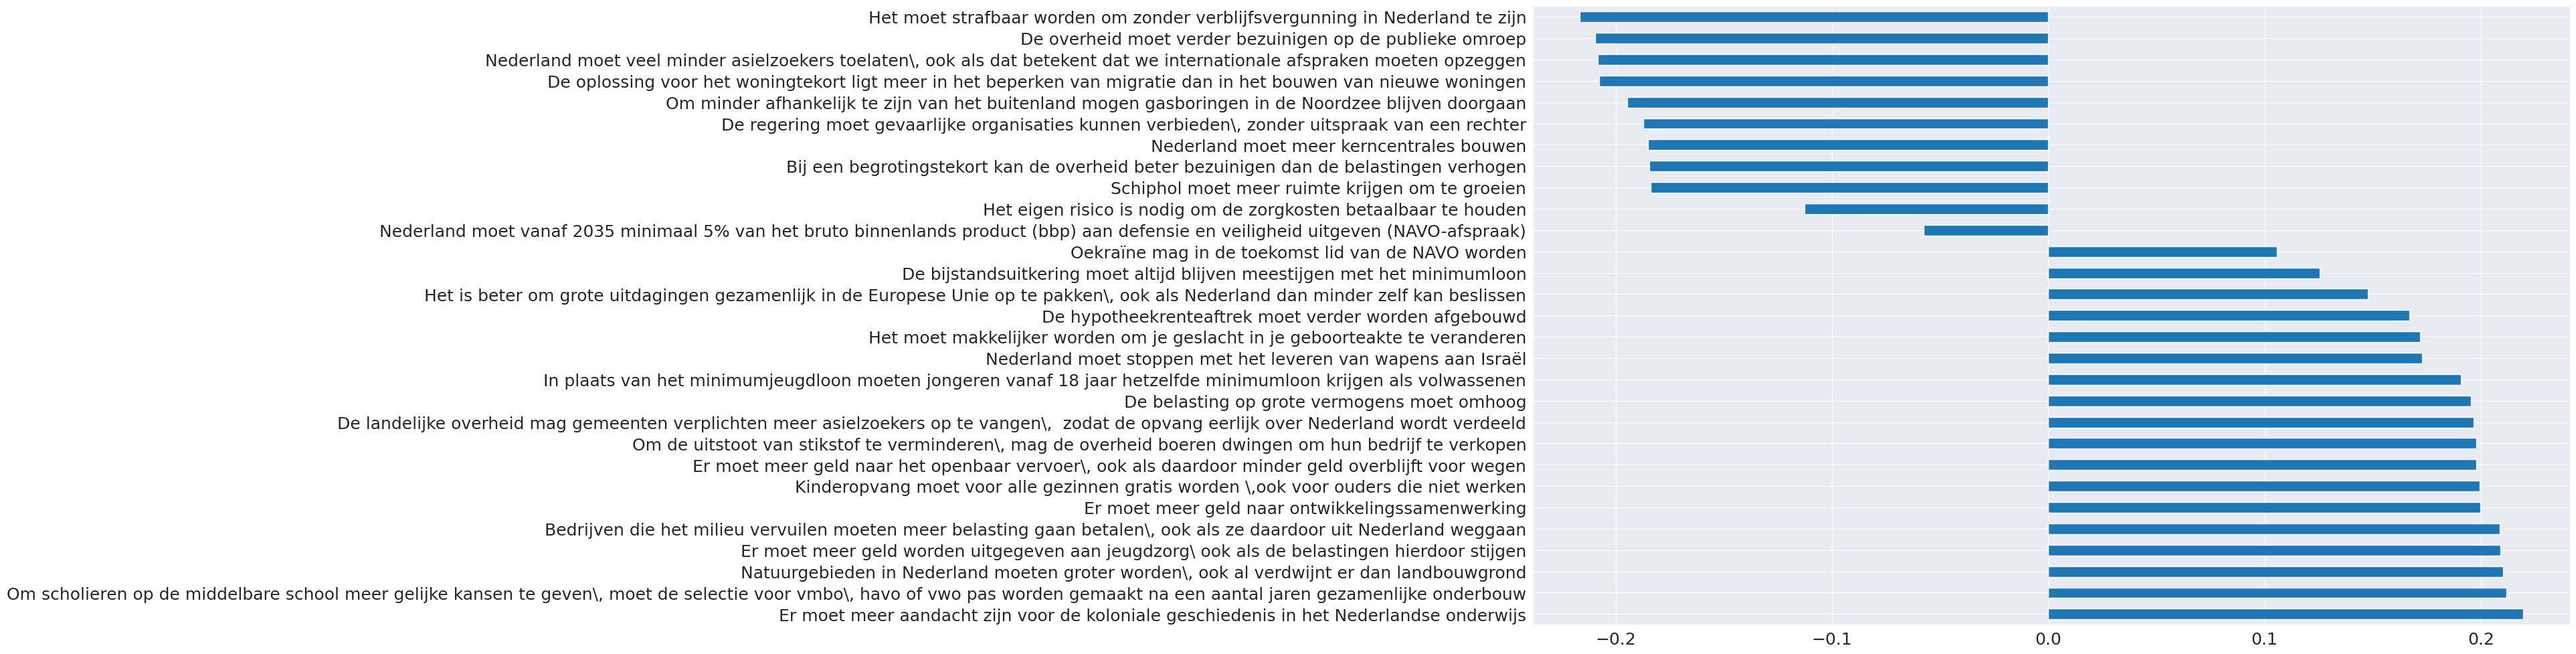 Het moet strafbaar worden om zonder verblijfsvergunning in Nederland te zijn
De overheid moet verder bezuinigen op de publieke omroep
Nederland moet veel minder asielzoekers toelaten\, ook als dat betekent dat we internationale afspraken moeten opzeggen
De oplossing voor het woningtekort ligt meer in het beperken van migratie dan in het bouwen van nieuwe woningen
Om minder afhankelijk te zijn van het buitenland mogen gasboringen in de Noordzee blijven doorgaan
De regering moet gevaarlijke organisaties kunnen verbieden\, zonder uitspraak van een rechter
Nederland moet meer kerncentrales bouwen
Bij een begrotingstekort kan de overheid beter bezuinigen dan de belastingen verhogen
Schiphol moet meer ruimte krijgen om te groeien
Het eigen risico is nodig om de zorgkosten betaalbaar te houden
Nederland moet vanaf 2035 minimaal 5% van het bruto binnenlands product (bbp) aan defensie en veiligheid uitgeven (NAVO-afspraak)
Oekraïne mag in de toekomst lid van de NAVO worden
De bijstandsuitkering moet altijd blijven meestijgen met het minimumloon
Het is beter om grote uitdagingen gezamenlijk in de Europese Unie op te pakken\, ook als Nederland dan minder zelf kan beslissen
De hypotheekrenteaftrek moet verder worden afgebouwd
Het moet makkelijker worden om je geslacht in je geboorteakte te veranderen
Nederland moet stoppen met het leveren van wapens aan Israël
In plaats van het minimumjeugdloon moeten jongeren vanaf 18 jaar hetzelfde minimumloon krijgen als volwassenen
De belasting op grote vermogens moet omhoog
De landelijke overheid mag gemeenten verplichten meer asielzoekers op te vangen\,  zodat de opvang eerlijk over Nederland wordt verdeeld
Om de uitstoot van stikstof te verminderen\, mag de overheid boeren dwingen om hun bedrijf te verkopen
Er moet meer geld naar het openbaar vervoer\, ook als daardoor minder geld overblijft voor wegen
Kinderopvang moet voor alle gezinnen gratis worden \,ook voor ouders die niet werken
Er moet meer geld naar ontwikkelingssamenwerking
Bedrijven die het milieu vervuilen moeten meer belasting gaan betalen\, ook als ze daardoor uit Nederland weggaan
Er moet meer geld worden uitgegeven aan jeugdzorg\ ook als de belastingen hierdoor stijgen
Natuurgebieden in Nederland moeten groter worden\, ook al verdwijnt er dan landbouwgrond
Om scholieren op de middelbare school meer gelijke kansen te geven\, moet de selectie voor vmbo\, havo of vwo pas worden gemaakt na een aantal jaren gezamenlijke onderbouw
Er moet meer aandacht zijn voor de koloniale geschiedenis in het Nederlandse onderwijs
−0.2 −0.1 0.0 0.1 0.2